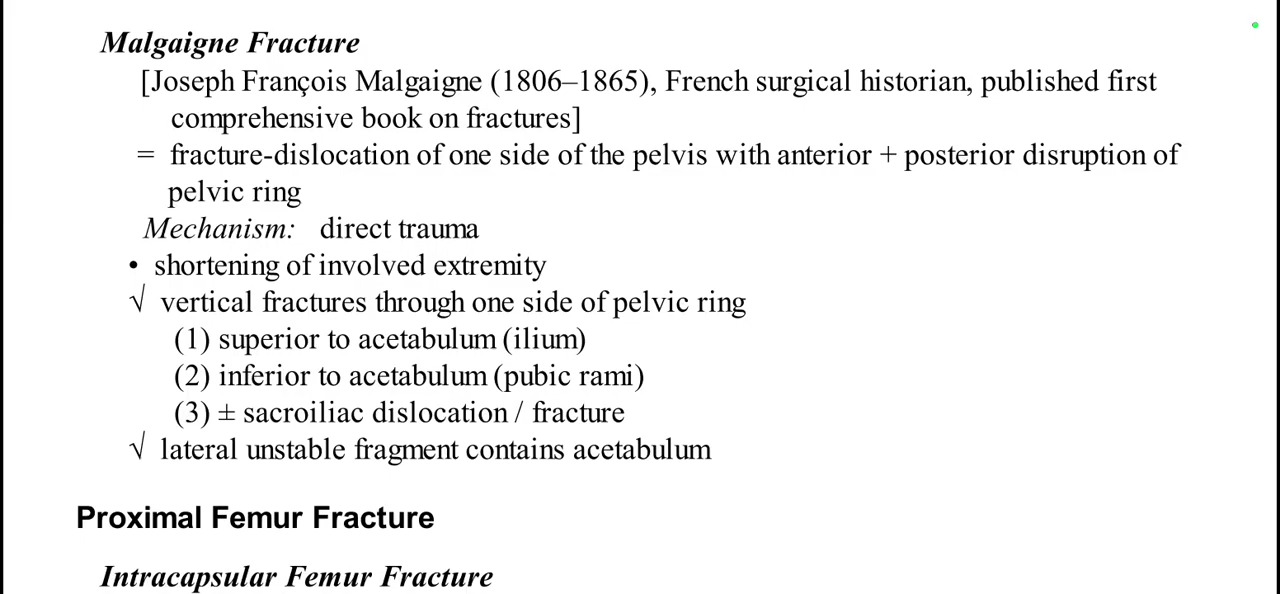 Malgaigne Fracture
[Joseph François Malgaigne (1806–1865), French surgical historian, published first
comprehensive book on fractures]
= fracture-dislocation of one side of the pelvis with anterior + posterior disruption of
pelvic ring
Mechanism: direct trauma
• shortening of involved extremity
√ vertical fractures through one side of pelvic ring
(1) superior to acetabulum (ilium)
(2) inferior to acetabulum (pubic rami)
(3) ± sacroiliac dislocation / fracture
√ lateral unstable fragment contains acetabulum
Proximal Femur Fracture
Intracapsular Femur Fracture